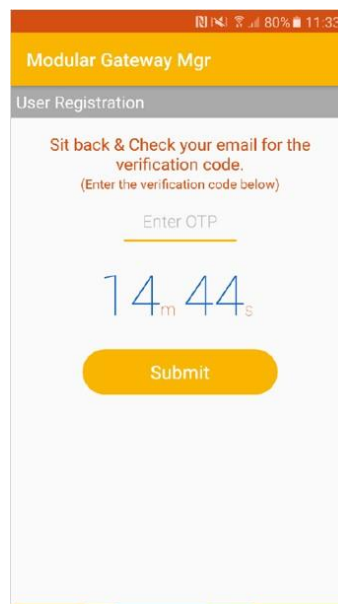 80% 11:33
Modular Gateway Mgr
User Registration
Sit back & Check your email for the
verification code.
(Enter the verification code below)
Enter OTP
14m 44s
Submit